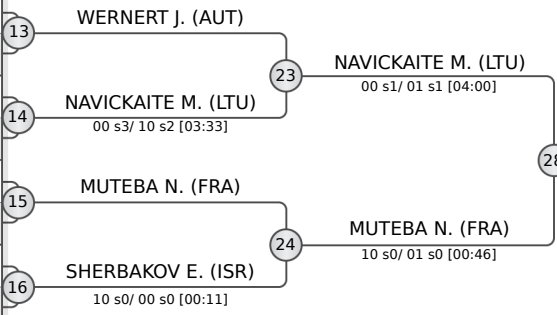 WERNERT J. (AUT)
13
23
NAVICKAITE M. (LTU)
00 s1/ 01 s1 [04:00]
NAVICKAITE M. (LTU)
14
00 s3/ 10 s2 [03:33]
28
MUTEBA N. (FRA)
15
24
MUTEBA N. (FRA)
10 s0/ 01 s0 [00:46]
SHERBAKOV E. (ISR)
16
10 s0/ 00 s0 [00:11]